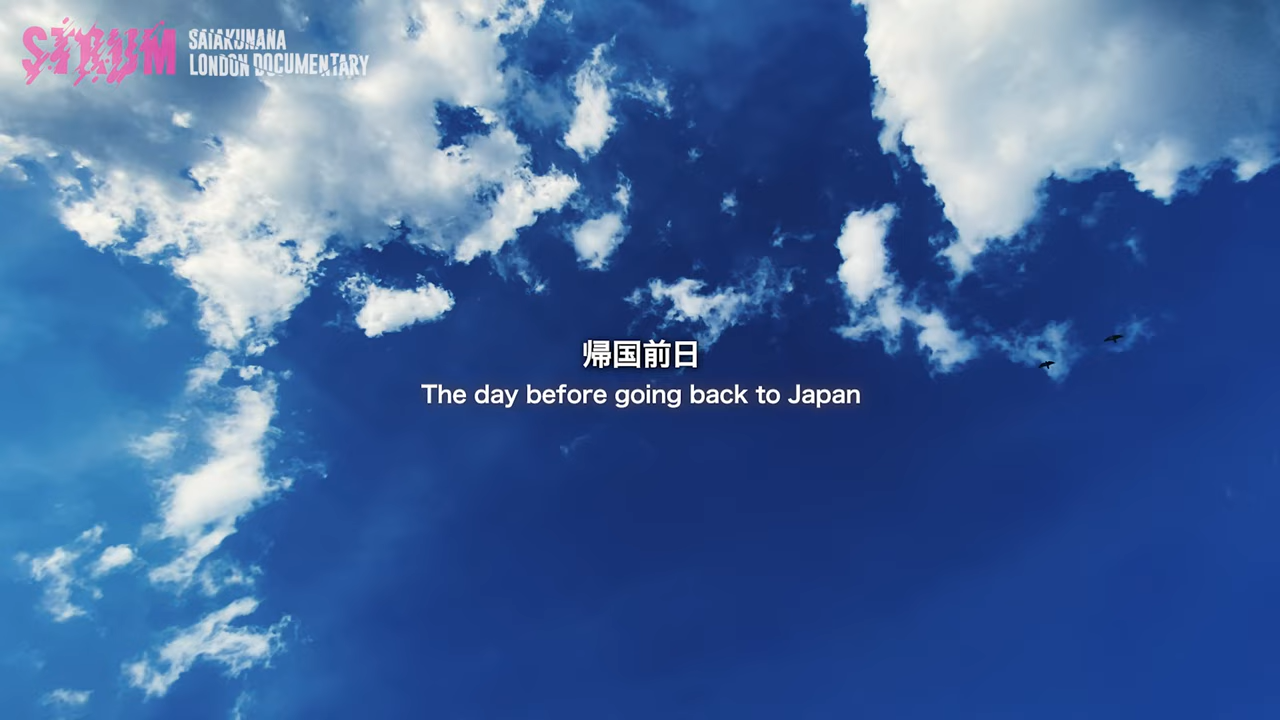 SAIAKUNANA
LONDON DOCUMENTARY
帰国前日
The day before going back to Japan